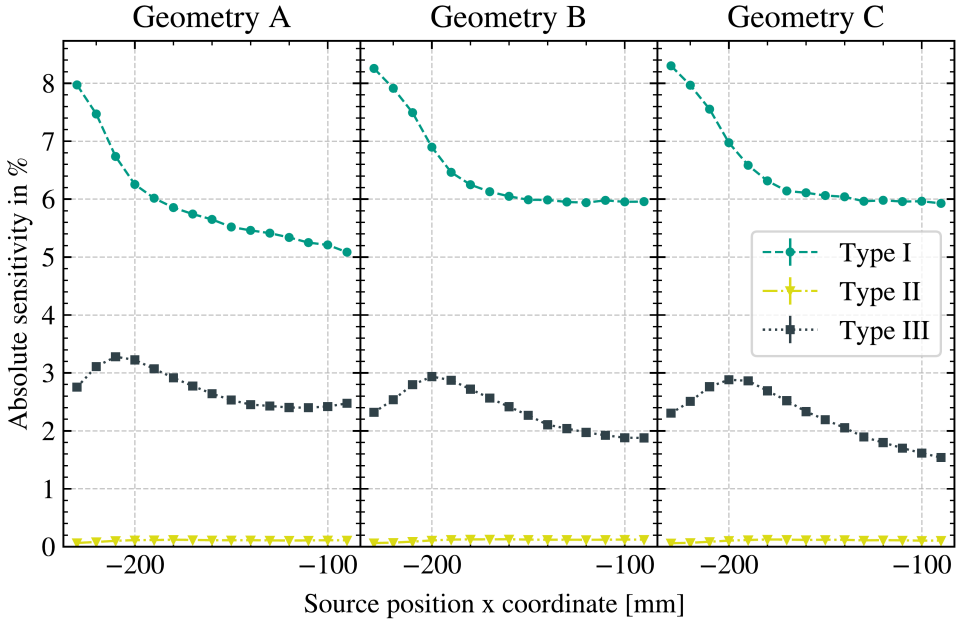 Geometry A Geometry B Geometry C
Absolute sensitivity in %
8
7
6
5
4
3
2
1
0
Type I
Type II
Type III
−200 −100 −200 −100 −200 −100
Source position x coordinate [mm]